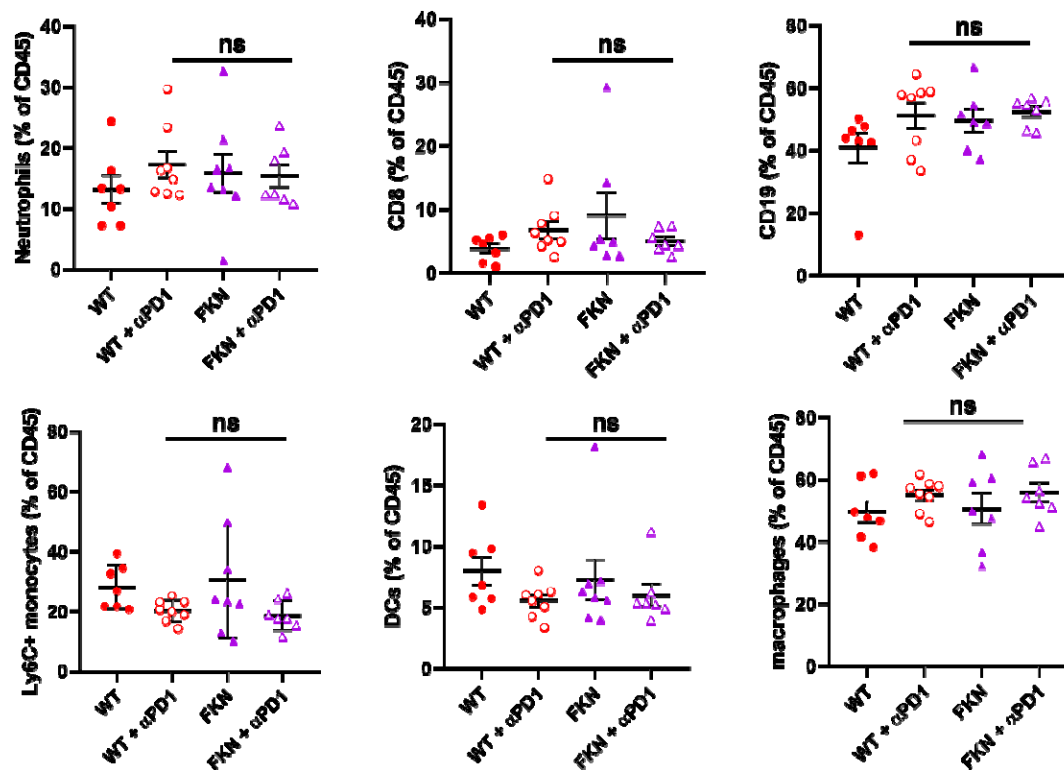 Neutrophils (% of CD45)
40
30
20
10
0
ns
WT
WT + αPD1
FKN
FKN + αPD1
CD8 (% of CD45)
40
30
20
10
0
ns
WT
WT + αPD1
FKN
FKN + αPD1
CD19 (% of CD45)
80
60
40
20
0
ns
WT
WT + αPD1
FKN
FKN + αPD1
Ly6C+ monocytes (% of CD45)
80
60
40
20
0
ns
WT
WT + αPD1
FKN
FKN + αPD1
DCs (% of CD45)
20
15
10
5
0
ns
WT
WT + αPD1
FKN
FKN + αPD1
macrophages (% of CD45)
80
60
40
20
0
ns
WT
WT + αPD1
FKN
FKN + αPD1